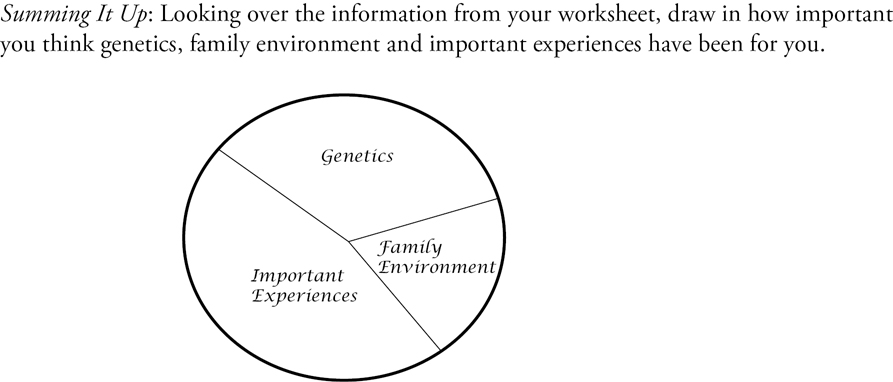 Summing It Up: Looking over the information from your worksheet, draw in how important
you think genetics, family environment and important experiences have been for you.
Genetics
Family
Environment
Important
Experiences